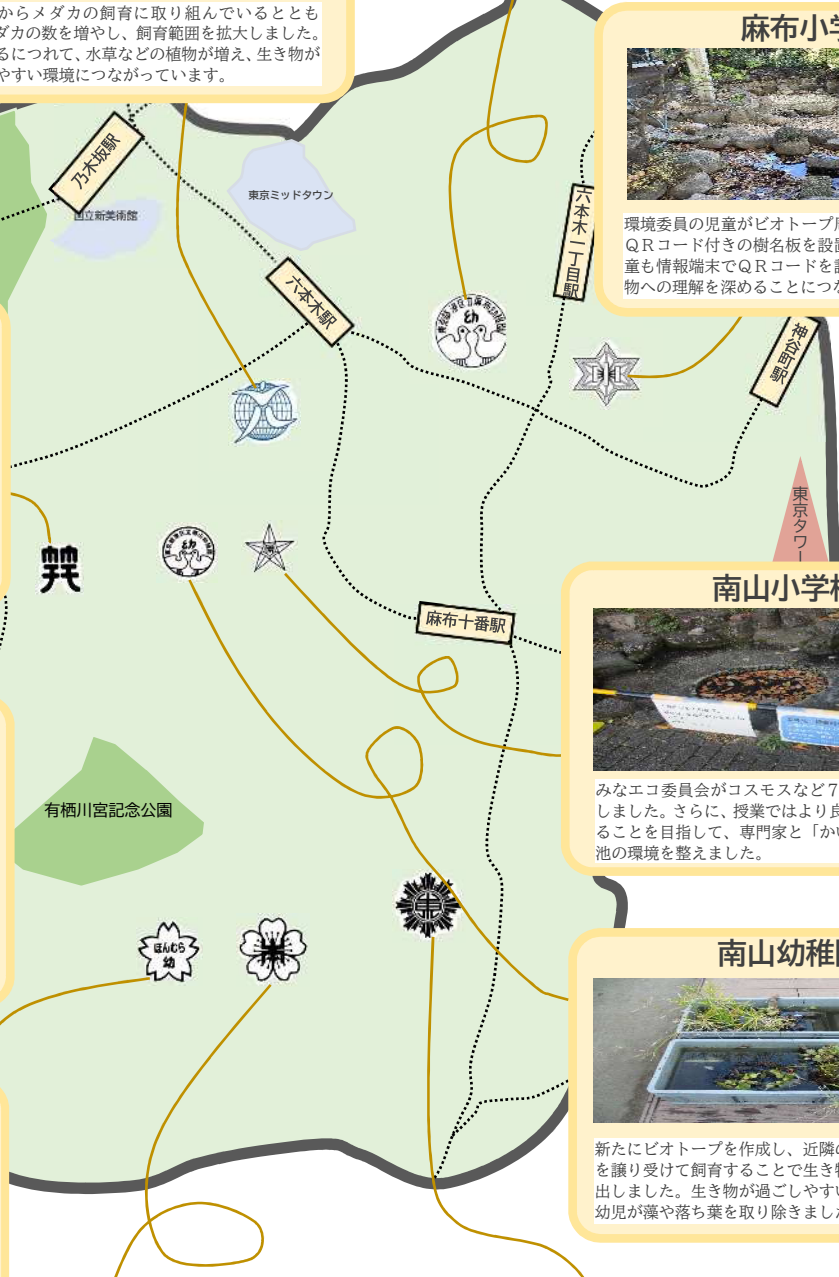 からメダカの飼育に取り組んでいるととも
ダカの数を増やし、飼育範囲を拡大しました。
るにつれて、水草などの植物が増え、生き物が
やすい環境につながっています。
麻布小学
環境委員の児童がビオトープ
ＱＲコード付きの樹名板を設
童も情報端末でＱＲコードを
物への理解を深めることにつ
乃木坂駅
国立新美術館
東京ミッドタウン
六本木駅
六本木一丁目駅
神谷町駅
幼
東京タワー
幼
麻布十番駅
南山小学校
みなエコ委員会がコスモスなど７
しました。さらに、授業ではより良
ることを目指して、専門家と「かい
池の環境を整えました。
有栖川宮記念公園
ほんむら
幼
南山幼稚園
新たにビオトープを作成し、近隣の
を譲り受けて飼育することで生き物
出しました。生き物が過ごしやすい
幼児が藻や落ち葉を取り除きました